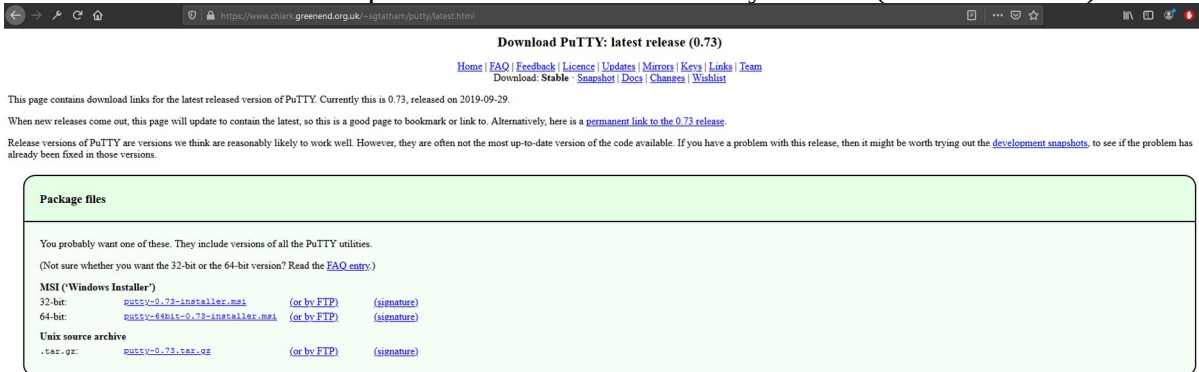 https://www.chiark.greenend.org.uk/~sgtatham/putty/latest.html
Download PuTTY: latest release (0.73)
Home | FAQ | Feedback | Licence | Updates | Mirrors | Keys | Links | Team
Download: Stable · Snapshot | Docs | Changes | Wishlist
This page contains download links for the latest released version of PuTTY. Currently this is 0.73, released on 2019-09-29.
When new releases come out, this page will update to contain the latest, so this is a good page to bookmark or link to. Alternatively, here is a permanent link to the 0.73 release.
Release versions of PuTTY are versions we think are reasonably likely to work well. However, they are often not the most up-to-date version of the code available. If you have a problem with this release, then it might be worth trying out the development snapshots, to see if the problem has
already been fixed in those versions.
Package files
You probably want one of these. They include versions of all the PuTTY utilities.
(Not sure whether you want the 32-bit or the 64-bit version? Read the FAQ entry.)
MSI (‘Windows Installer’)
32-bit: putty-0.73-installer.msi (or by FTP) (signature)
64-bit: putty-64bit-0.73-installer.msi (or by FTP) (signature)
Unix source archive
.tar.gz: putty-0.73.tar.gz (or by FTP) (signature)